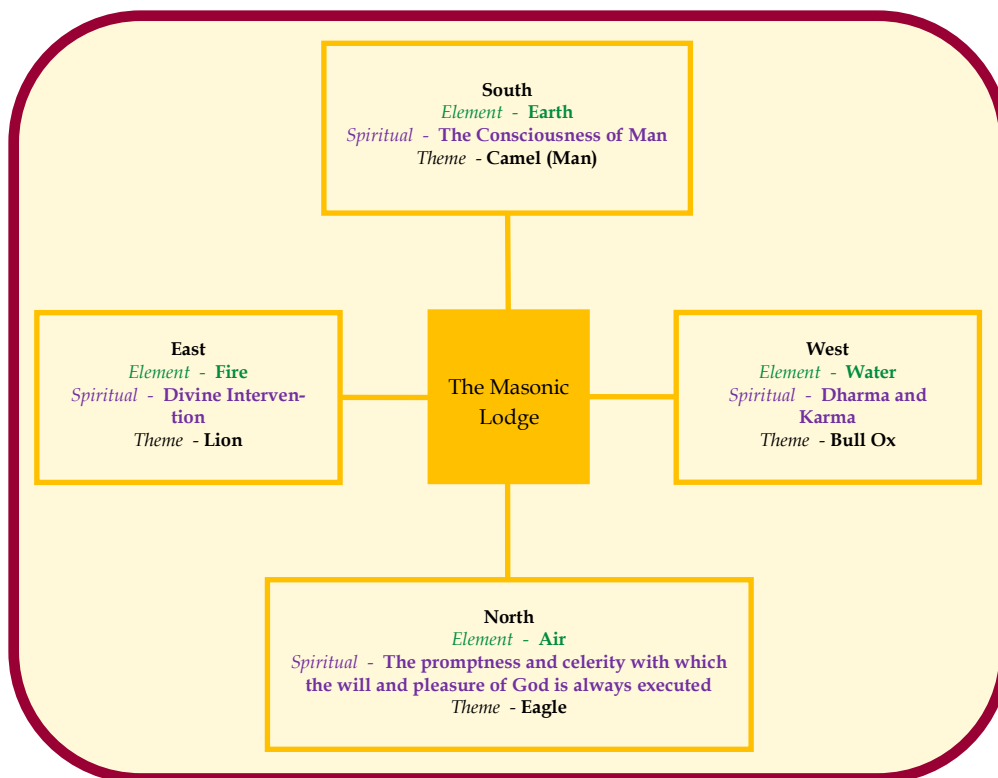 South
Element - Earth
Spiritual - The Consciousness of Man
Theme - Camel (Man)
East
Element - Fire
Spiritual - Divine Interven-
tion
Theme - Lion
The Masonic
Lodge
West
Element - Water
Spiritual - Dharma and
Karma
Theme - Bull Ox
North
Element - Air
Spiritual - The promptness and celerity with which
the will and pleasure of God is always executed
Theme - Eagle